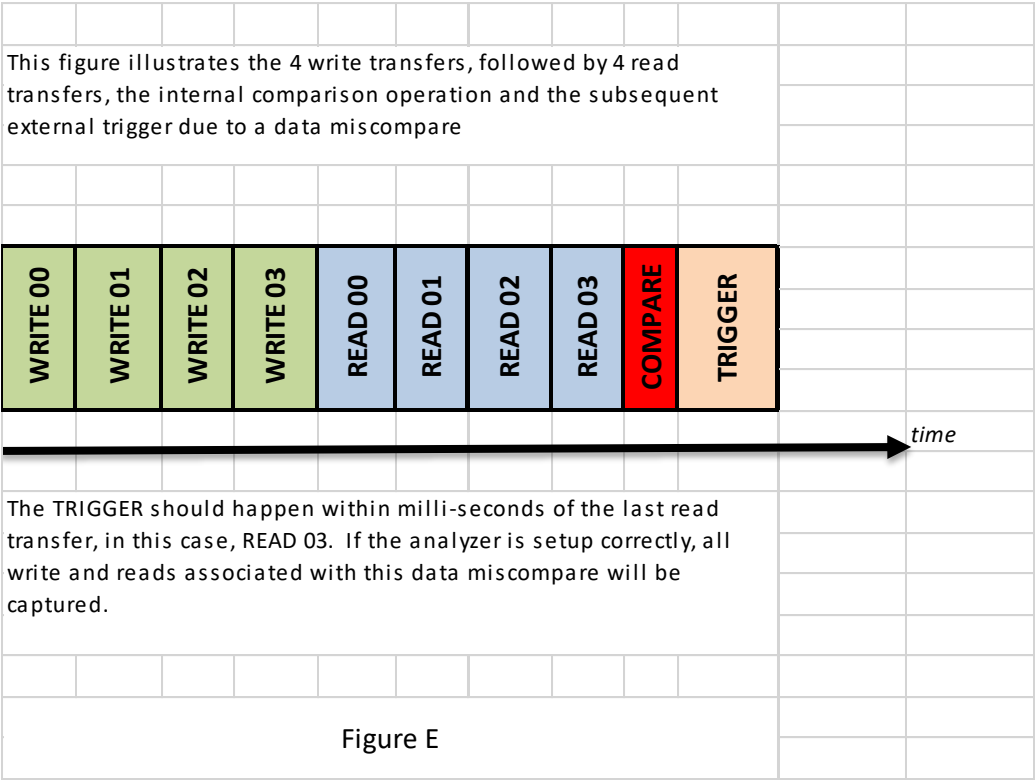 This figure illustrates the 4 write transfers, followed by 4 read
transfers, the internal comparison operation and the subsequent
external trigger due to a data miscompare
WRITE 00
WRITE 01
WRITE 02
WRITE 03
READ 00
READ 01
READ 02
READ 03
COMPARE
TRIGGER
time
The TRIGGER should happen within milli-seconds of the last read
transfer, in this case, READ 03. If the analyzer is setup correctly, all
write and reads associated with this data miscompare will be
captured.
Figure E